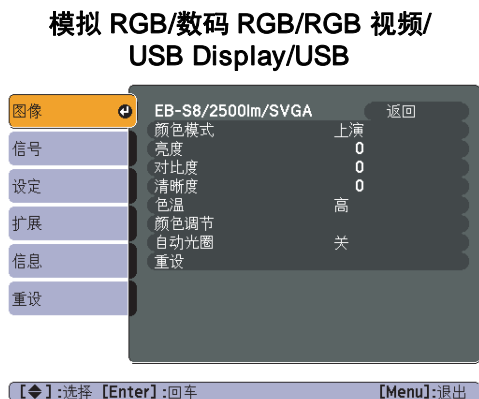 模拟 RGB/数码 RGB/RGB 视频/
USB Display/USB
图像
信号
设定
扩展
信息
重设
EB-S8/2500lm/SVGA 返回
颜色模式 上演
亮度 0
对比度 0
清晰度 0
色温 高
颜色调节
自动光圈 关
重设
[◆]:选择 [Enter]:回车 [Menu]:退出